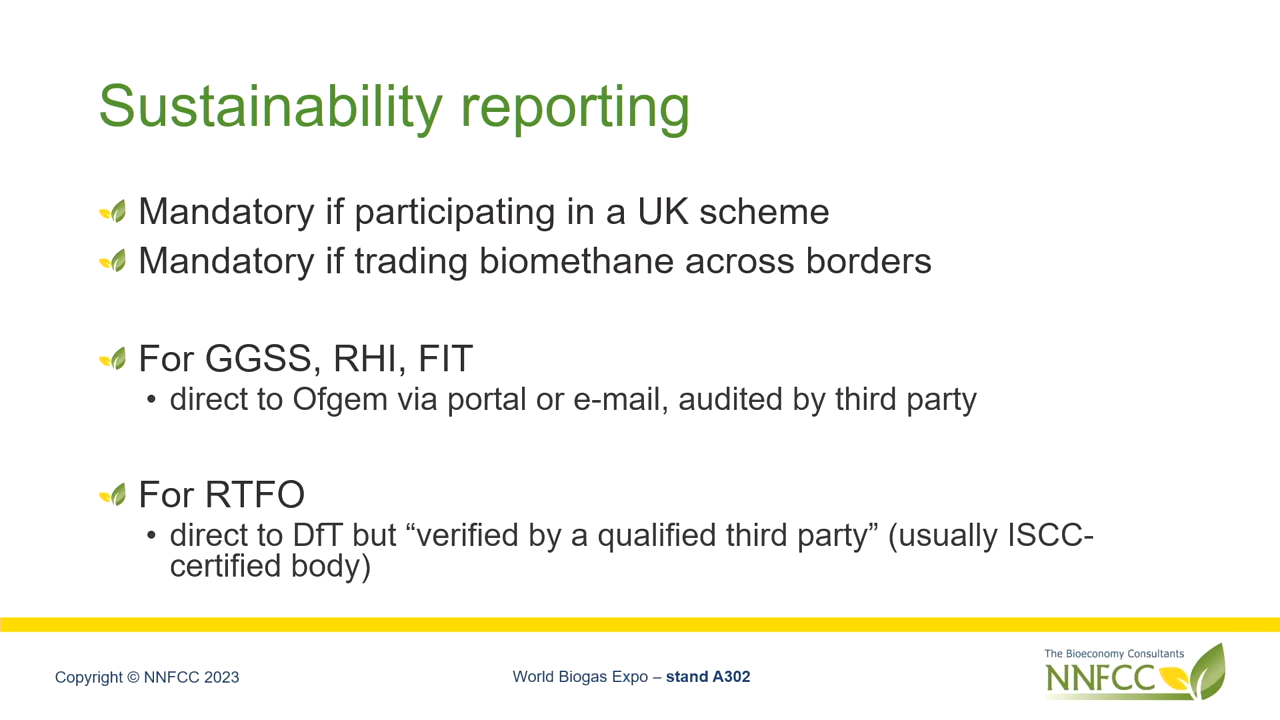 Sustainability reporting
Mandatory if participating in a UK scheme
Mandatory if trading biomethane across borders
For GGSS, RHI, FIT
• direct to Ofgem via portal or e-mail, audited by third party
For RTFO
• direct to DfT but “verified by a qualified third party” (usually ISCC-
certified body)
Copyright © NNFCC 2023
World Biogas Expo – stand A302
The Bioeconomy Consultants
NNFCC